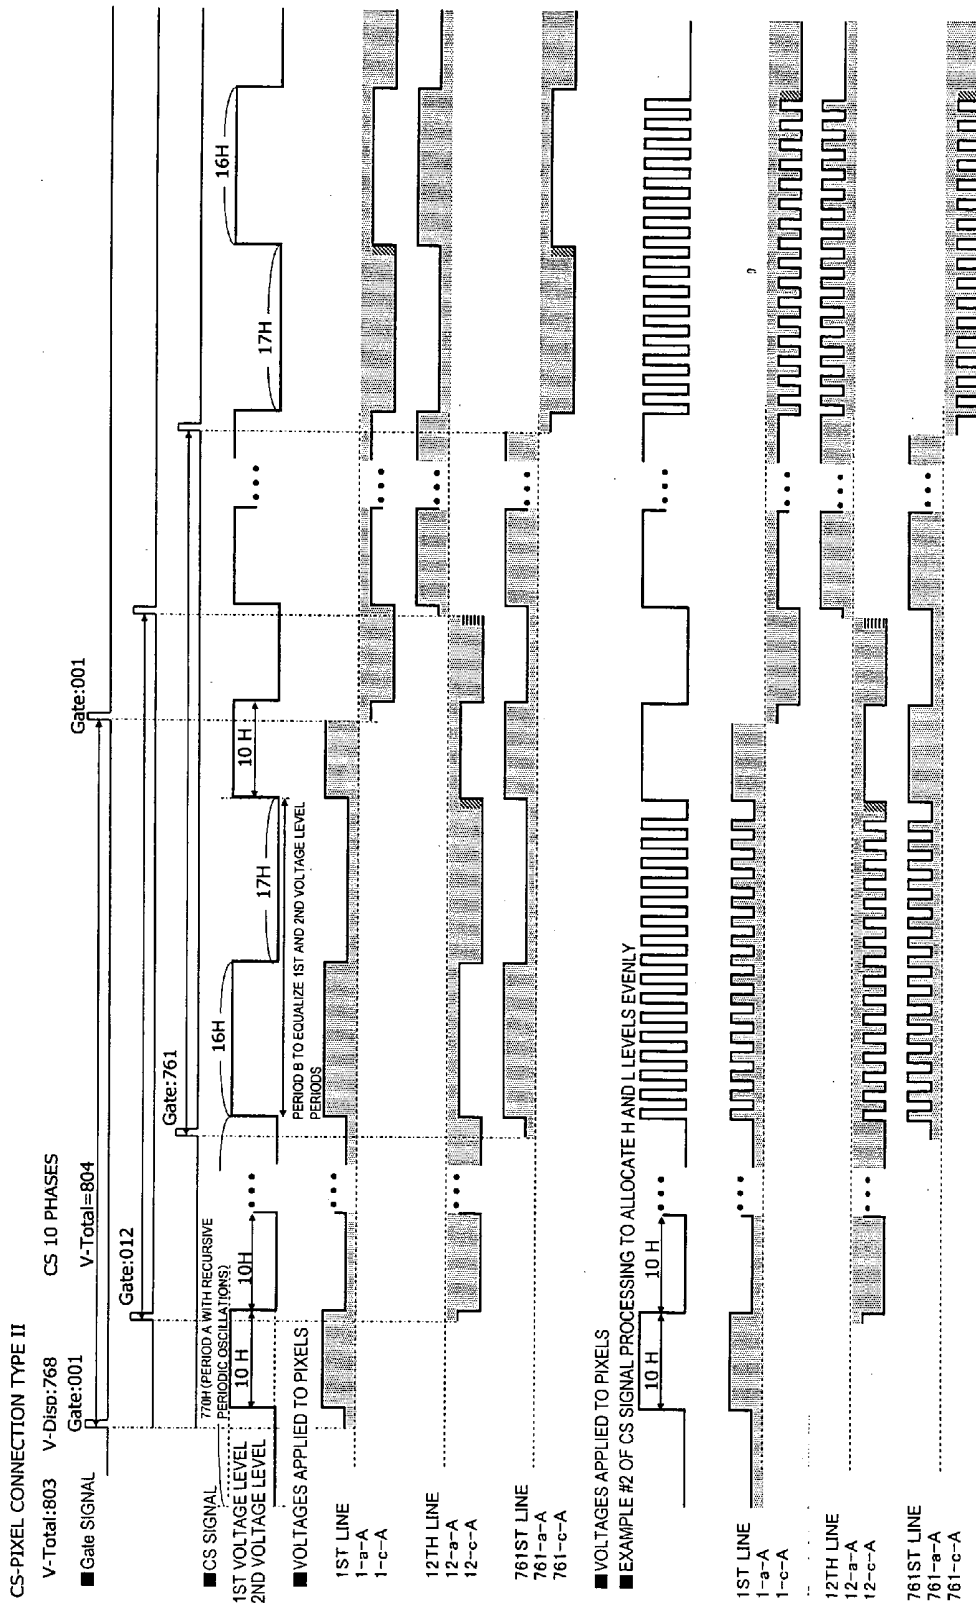 CS-PIXEL CONNECTION TYPE II
V-Total:803 V-Disp:768 CS 10 PHASES
V-Total=804
■Gate SIGNAL
Gate:001
Gate:001
Gate:012
Gate:761
■CS SIGNAL
770H (PERIOD A WITH RECURSIVE
PERIODIC OSCILLATIONS)
1ST VOLTAGE LEVEL
2ND VOLTAGE LEVEL
10 H
10H
•••
16H
17H
10 H
•••
17H
16H
PERIOD B TO EQUALIZE 1ST AND 2ND VOLTAGE LEVEL
PERIODS
■VOLTAGES APPLIED TO PIXELS
1ST LINE
1-a-A
1-c-A
•••
•••
12TH LINE
12-a-A
12-c-A
•••
•••
761ST LINE
761-a-A
761-c-A
•••
■VOLTAGES APPLIED TO PIXELS
■EXAMPLE #2 OF CS SIGNAL PROCESSING TO ALLOCATE H AND L LEVELS EVENLY
10 H
10 H
•••
•••
1ST LINE
1-a-A
1-c-A
•••
•••
12TH LINE
12-a-A
12-c-A
•••
•••
761ST LINE
761-a-A
761-c-A
•••